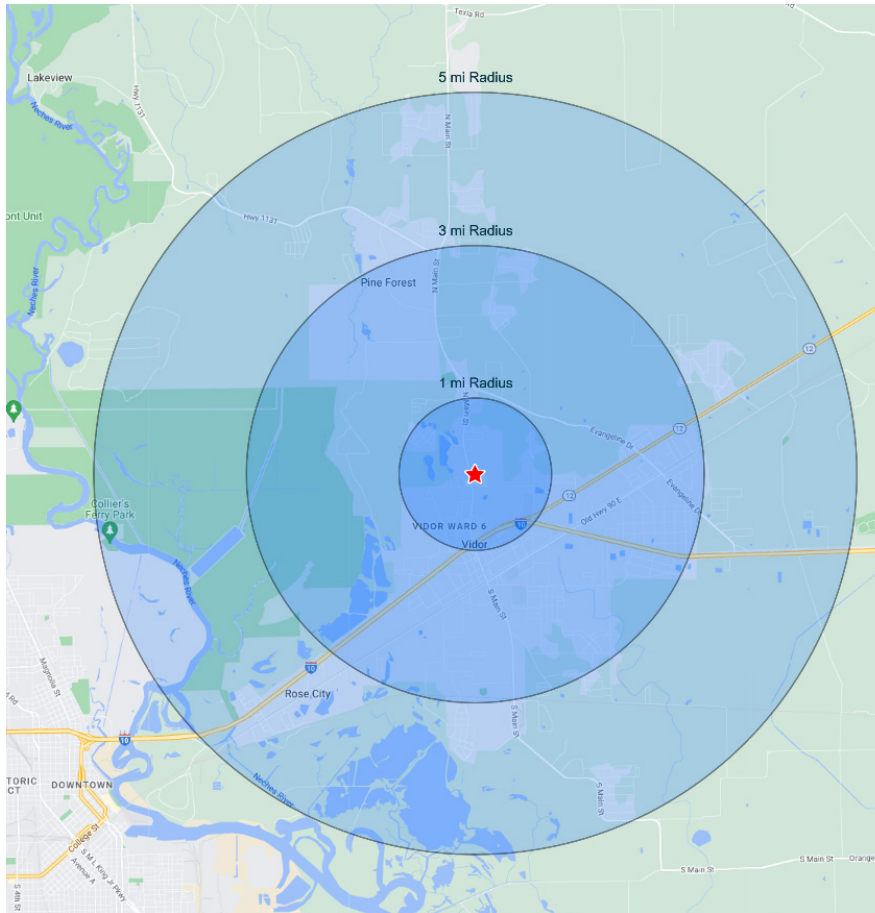 Texla Rd
Lakeview
5 mi Radius
Hwy 1131
Neches River
N Main St
ont Unit
Hwy 1131
3 mi Radius
Neches River
N Main St
Pine Forest
12
1 mi Radius
N Main St
Evangeline Dr
12
12
Evangeline Dr
Old Hwy 90 E
Collier's
Ferry Park
VIDOR WARD 6
10
Vidor
Neches River
S Main St
Magnolia St
10
Rose City
d Rd
10
S Main St
TORIC
CT
DOWNTOWN
Neches River
S Main St
College St
S M L King Jr Pkwy
Avenue A
S 4th St
S Main St
S Main St
Orange